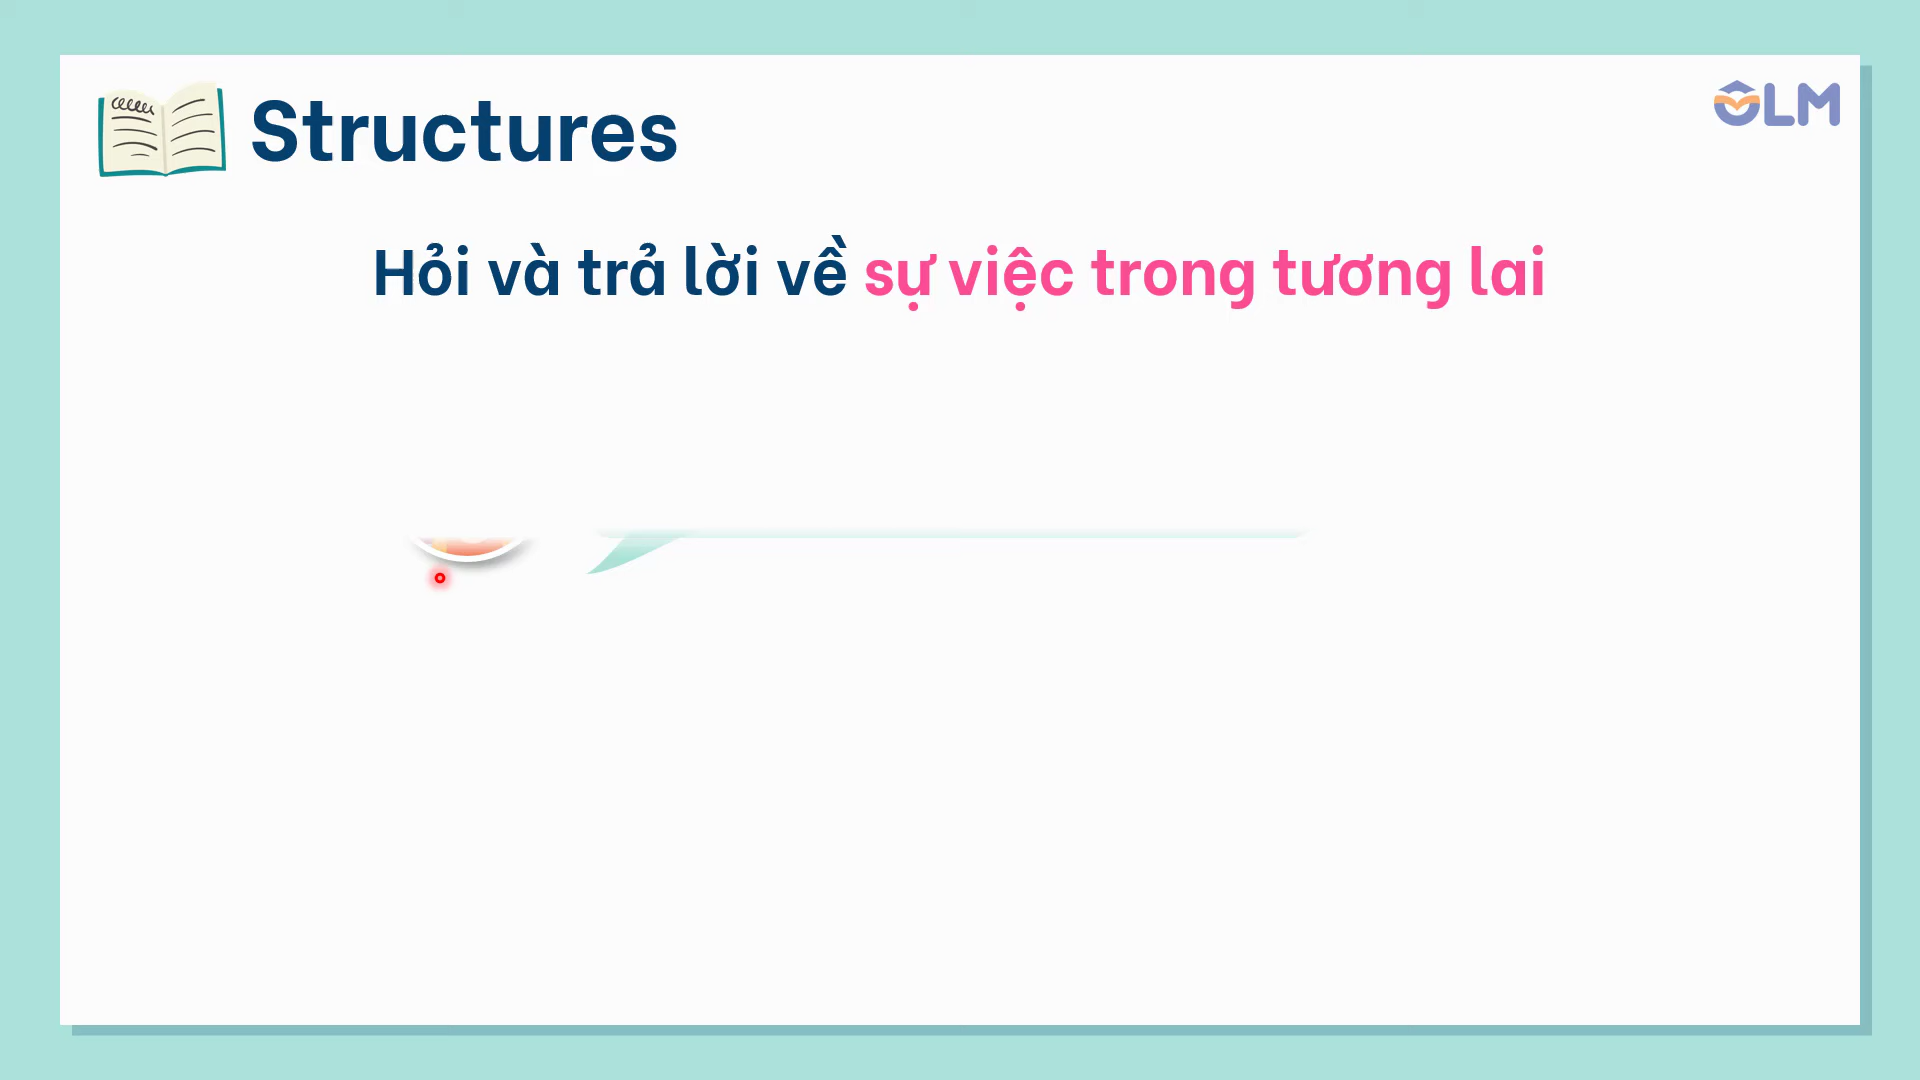 Structures
OLM
Hỏi và trả lời về sự việc trong tương lai